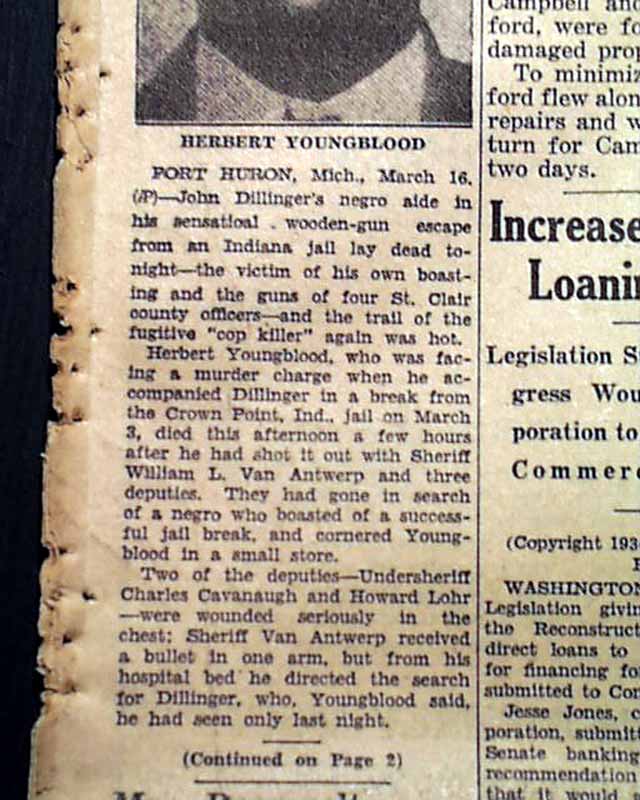 HERBERT YOUNGBLOOD
PORT HURON, Mich., March 16.
(AP)—John Dillinger's negro aide in
his sensatioal wooden-gun escape
from an Indiana jail lay dead to-
night—the victim of his own boast-
ing and the guns of four St. Clair
county officers—and the trail of the
fugitive "cop killer" again was hot.
Herbert Youngblood, who was fac-
ing a murder charge when he ac-
companied Dillinger in a break from
the Crown Point, Ind., jail on March
3, died this afternoon a few hours
after he had shot it out with Sheriff
William L. Van Antwerp and three
deputies. They had gone in search
of a negro who boasted of a success-
ful jail break, and cornered Young-
blood in a small store.
Two of the deputies—Undersheriff
Charles Cavanaugh and Howard Lohr
—were wounded seriously in the
chest; Sheriff Van Antwerp received
a bullet in one arm, but from his
hospital bed he directed the search
for Dillinger, who, Youngblood said,
he had seen only last night.
(Continued on Page 2)
Campbell and
ford, were fo
damaged prop
To minimiz
ford flew alon
repairs and w
turn for Cam
two days.
Increase
Loani
Legislation S
gress Wou
poration to
Commer
(Copyright 193
WASHINGTON
Legislation givin
the Reconstruct
direct loans to
for financing fo
submitted to Con
Jesse Jones, c
poration, submitt
Senate banking
recommendation
that it would a